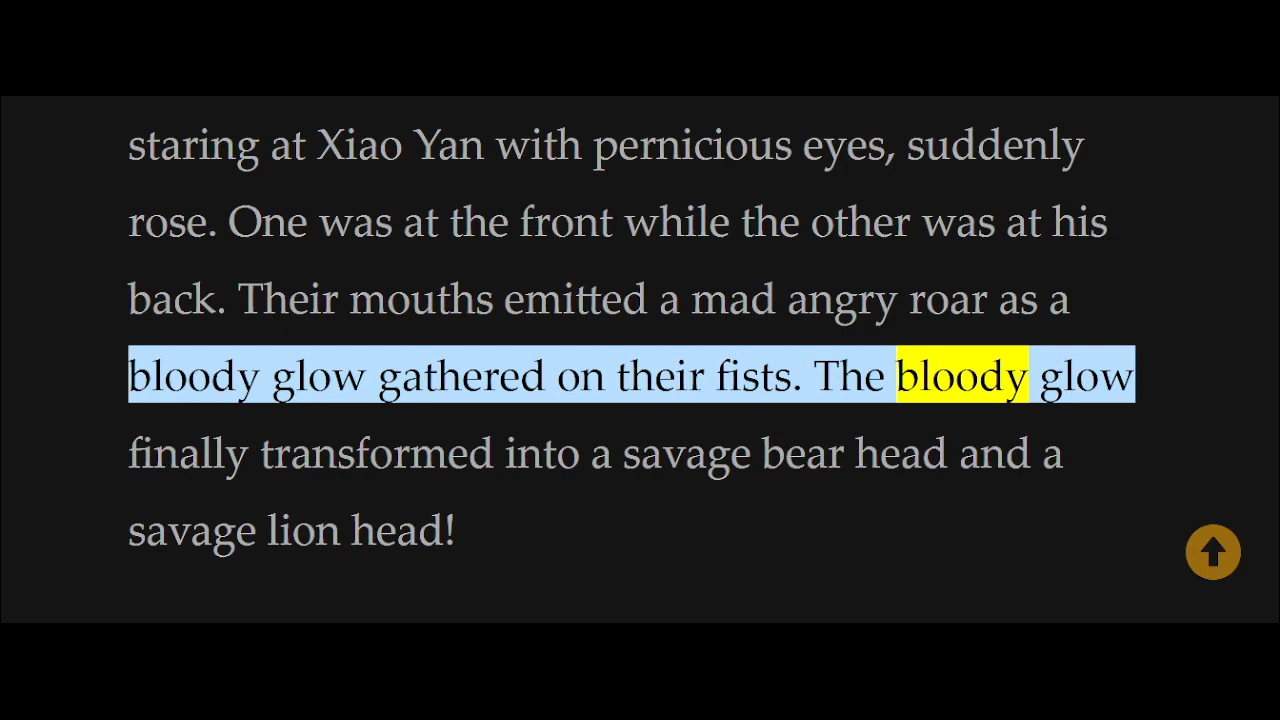 staring at Xiao Yan with pernicious eyes, suddenly
rose. One was at the front while the other was at his
back. Their mouths emitted a mad angry roar as a
bloody glow gathered on their fists. The bloody glow
finally transformed into a savage bear head and a
savage lion head!